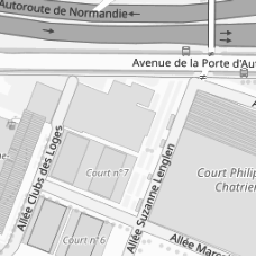 Autoroute de Normandie
Avenue de la Porte d'Aut
Allée Clubs des Loges
Court n° 7
Allée Suzanne Lenglen
Court Philip
Chatrier
Court n° 6
Allée Marce